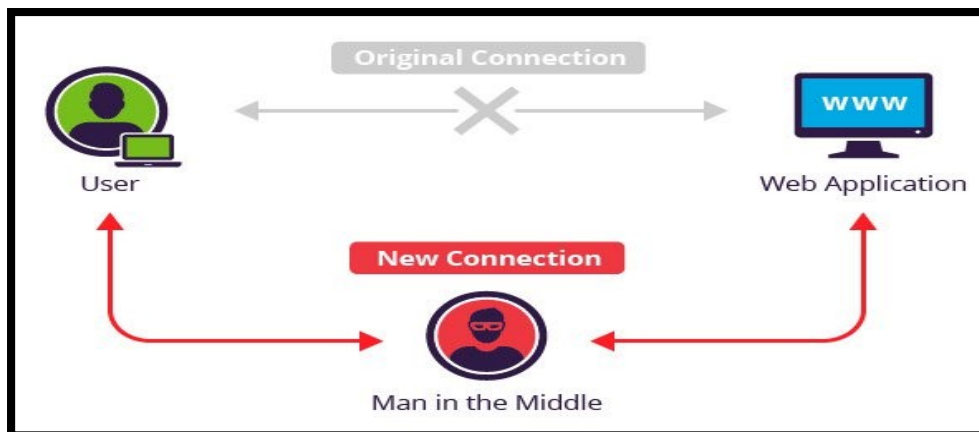 Original Connection
www
User
Web Application
New Connection
Man in the Middle